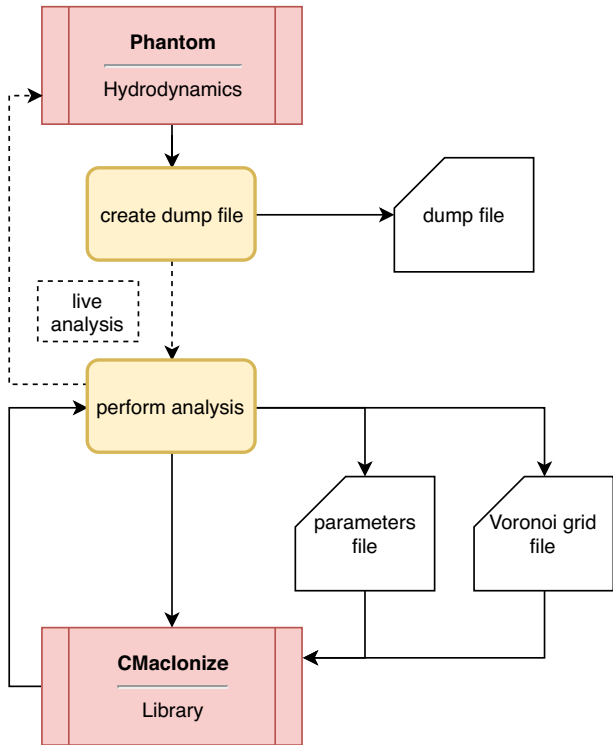 Phantom
Hydrodynamics
create dump file
dump file
live
analysis
perform analysis
parameters
file
Voronoi grid
file
CMacIonize
Library